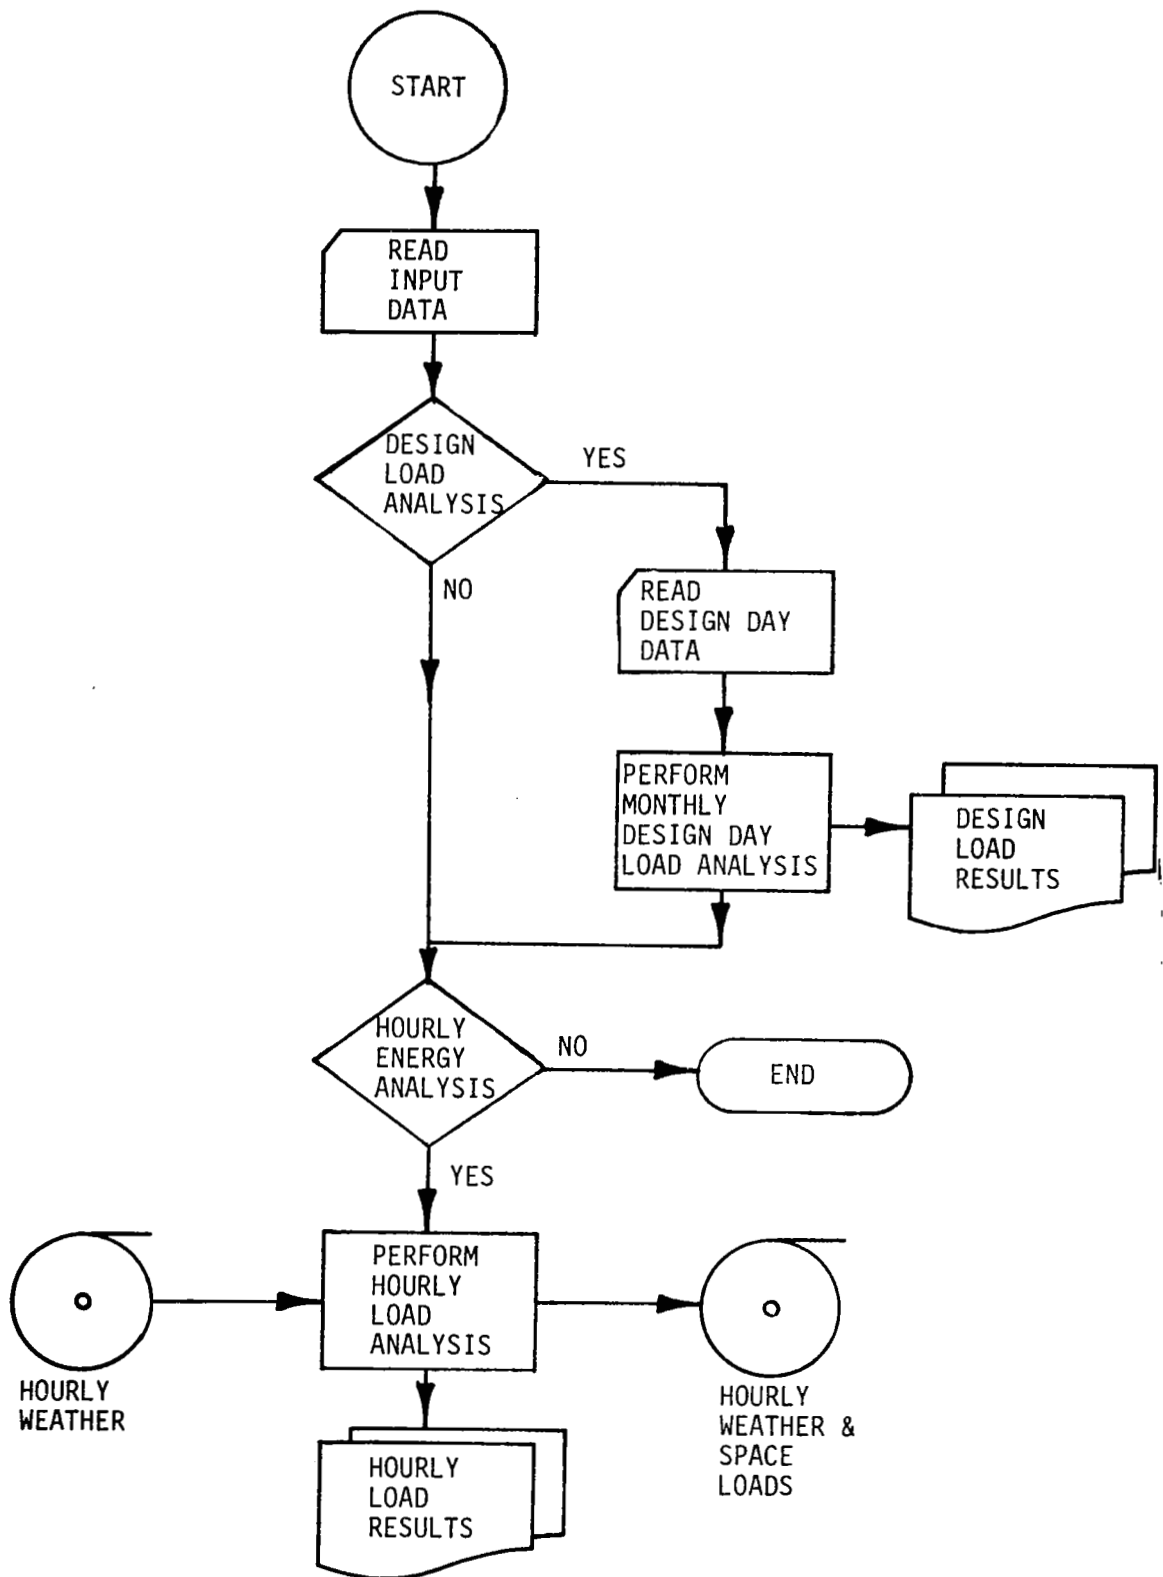 START
READ
INPUT
DATA
DESIGN
LOAD
ANALYSIS
YES
NO
READ
DESIGN DAY
DATA
PERFORM
MONTHLY
DESIGN DAY
LOAD ANALYSIS
DESIGN
LOAD
RESULTS
HOURLY
ENERGY
ANALYSIS
NO
END
YES
HOURLY
WEATHER
PERFORM
HOURLY
LOAD
ANALYSIS
HOURLY
WEATHER &
SPACE
LOADS
HOURLY
LOAD
RESULTS